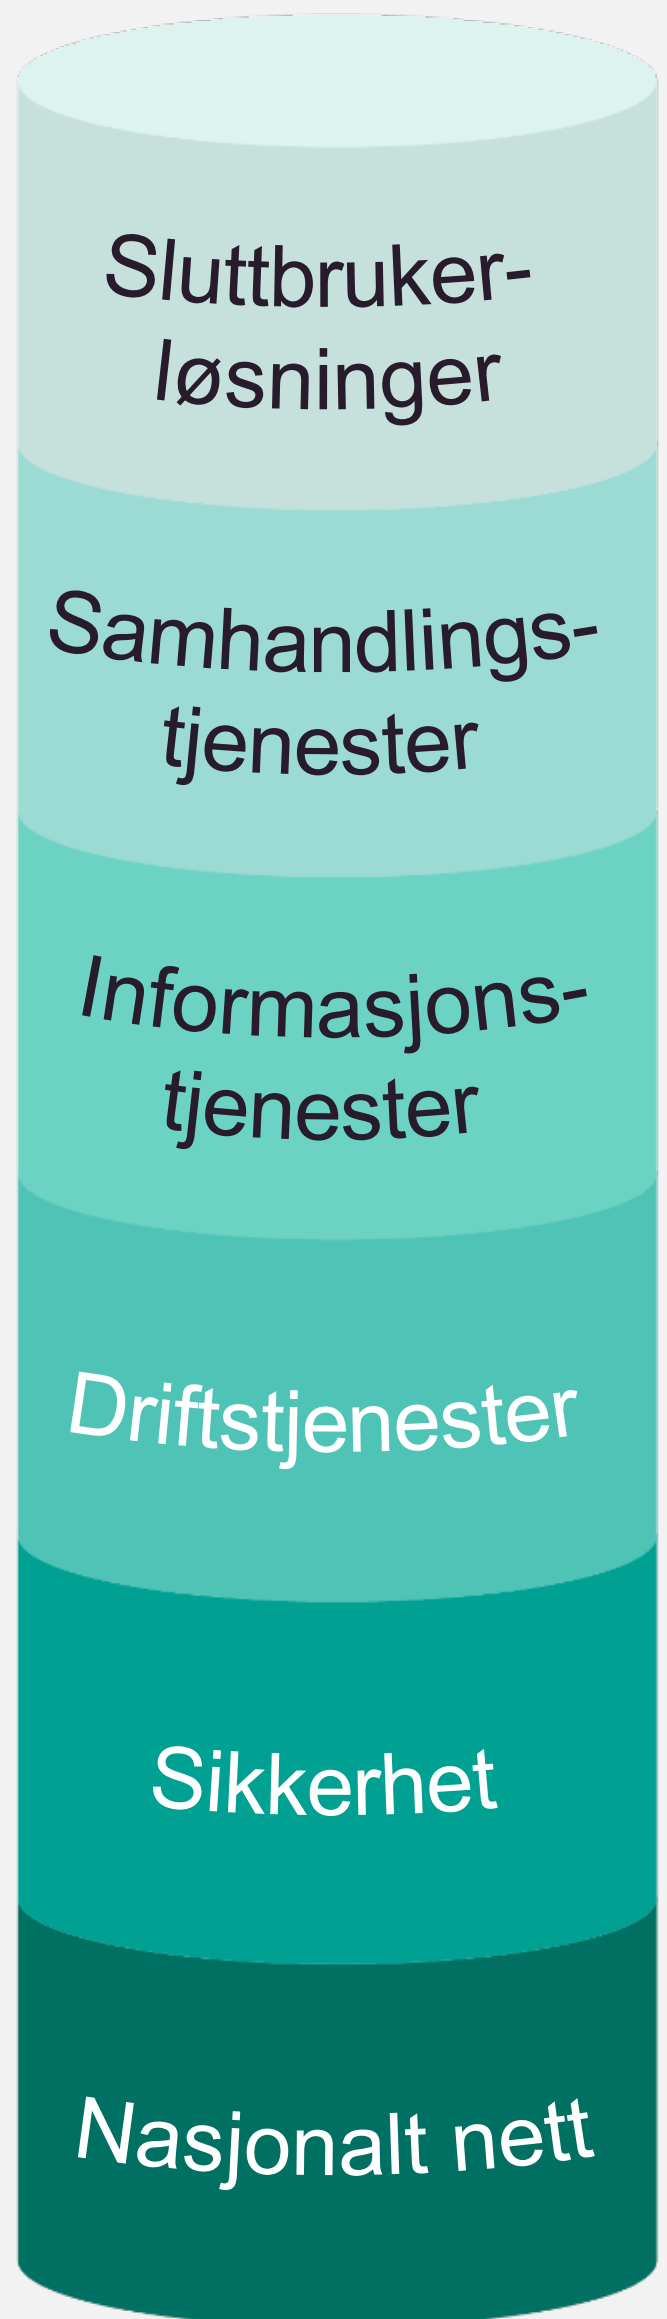 Sluttbruker-
løsninger
Samhandlings-
tjenester
Informasjons-
tjenester
Driftstjenester
Sikkerhet
Nasjonalt nett